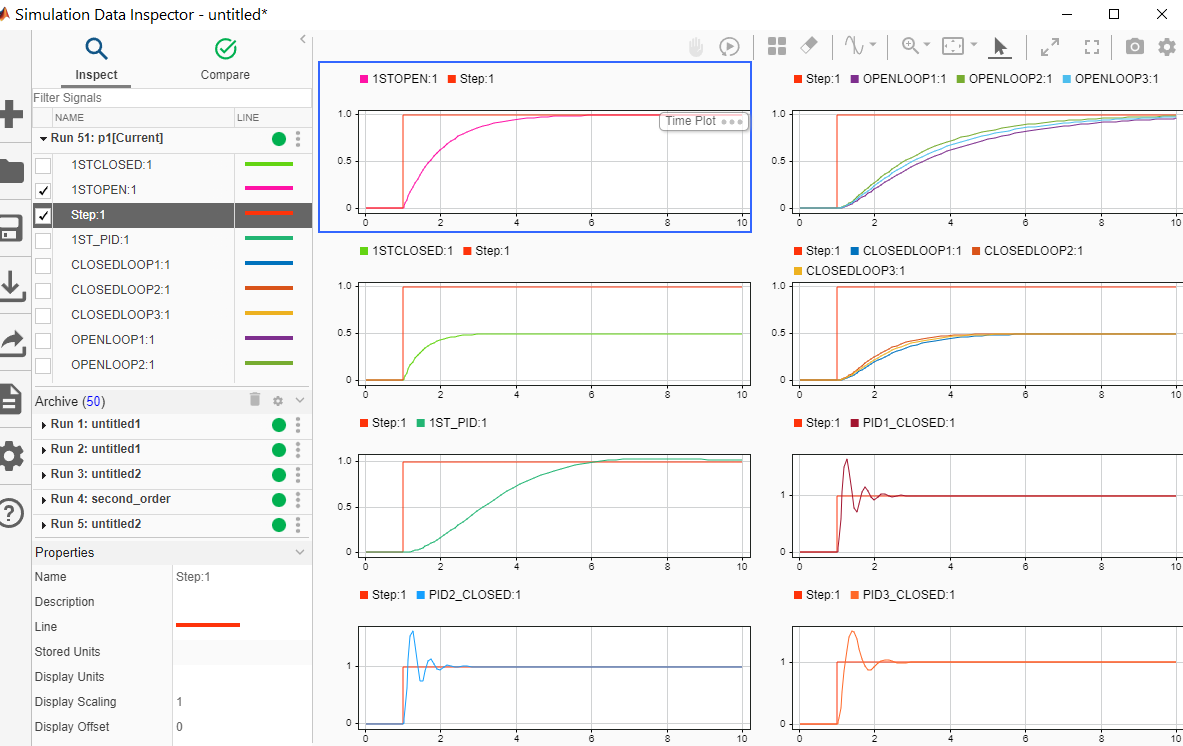 Simulation Data Inspector - untitled*
Inspect
Compare
Filter Signals
NAME
LINE
Run 51: p1[Current]
1STCLOSED:1
1STOPEN:1
Step:1
1ST_PID:1
CLOSEDLOOP1:1
CLOSEDLOOP2:1
CLOSEDLOOP3:1
OPENLOOP1:1
OPENLOOP2:1
Archive (50)
Run 1: untitled1
Run 2: untitled1
Run 3: untitled2
Run 4: second_order
Run 5: untitled2
Properties
Name Step:1
Description
Line
Stored Units
Display Units
Display Scaling 1
Display Offset 0
1STOPEN:1 Step:1
Time Plot
1.0
0.5
0
0 2 4 6 8 10
Step:1 OPENLOOP1:1 OPENLOOP2:1 OPENLOOP3:1
1.0
0.5
0
0 2 4 6 8 10
1STCLOSED:1 Step:1
1.0
0.5
0
0 2 4 6 8 10
Step:1 CLOSEDLOOP1:1 CLOSEDLOOP2:1
CLOSEDLOOP3:1
1.0
0.5
0
0 2 4 6 8 10
Step:1 1ST_PID:1
1.0
0.5
0
0 2 4 6 8 10
Step:1 PID1_CLOSED:1
1
0
0 2 4 6 8 10
Step:1 PID2_CLOSED:1
1
0
0 2 4 6 8 10
Step:1 PID3_CLOSED:1
1
0
0 2 4 6 8 10